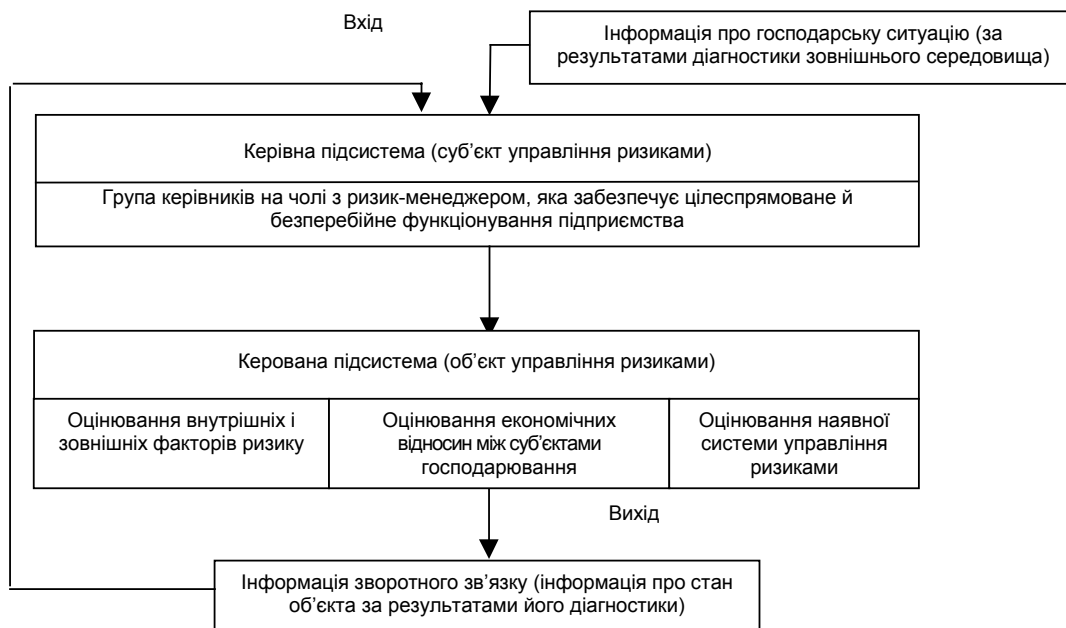 Вхід
Інформація про господарську ситуацію (за
результатами діагностики зовнішнього середовища)
Керівна підсистема (суб’єкт управління ризиками)
Група керівників на чолі з ризик-менеджером, яка забезпечує цілеспрямоване й
безперебійне функціонування підприємства
Керована підсистема (об’єкт управління ризиками)
Оцінювання внутрішніх і
зовнішніх факторів ризику
Оцінювання економічних
відносин між суб’єктами
господарювання
Оцінювання наявної
системи управління
ризиками
Вихід
Інформація зворотного зв’язку (інформація про стан
об’єкта за результатами його діагностики)